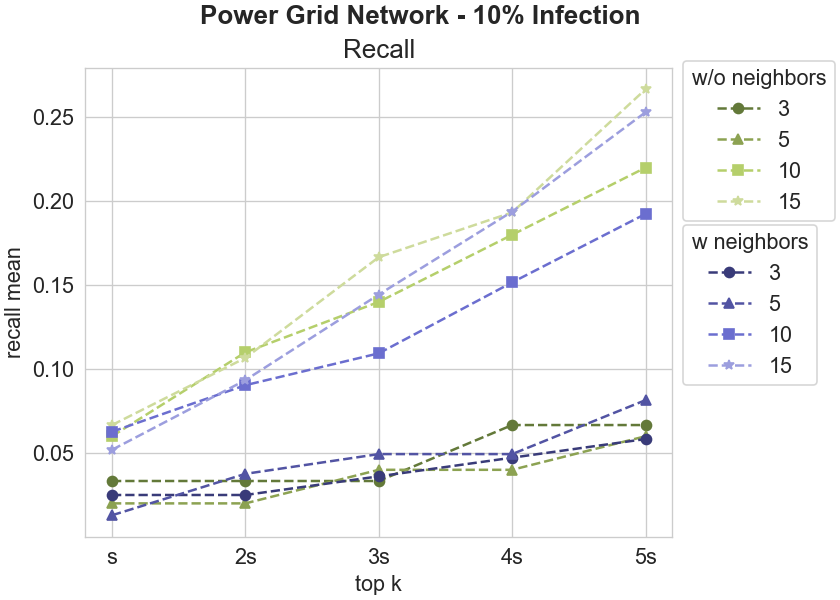 Power Grid Network - 10% Infection
Recall
0.25
0.20
0.15
0.10
0.05
recall mean
s
2s
3s
4s
5s
top k
w/o neighbors
3
5
10
15
w neighbors
3
5
10
15